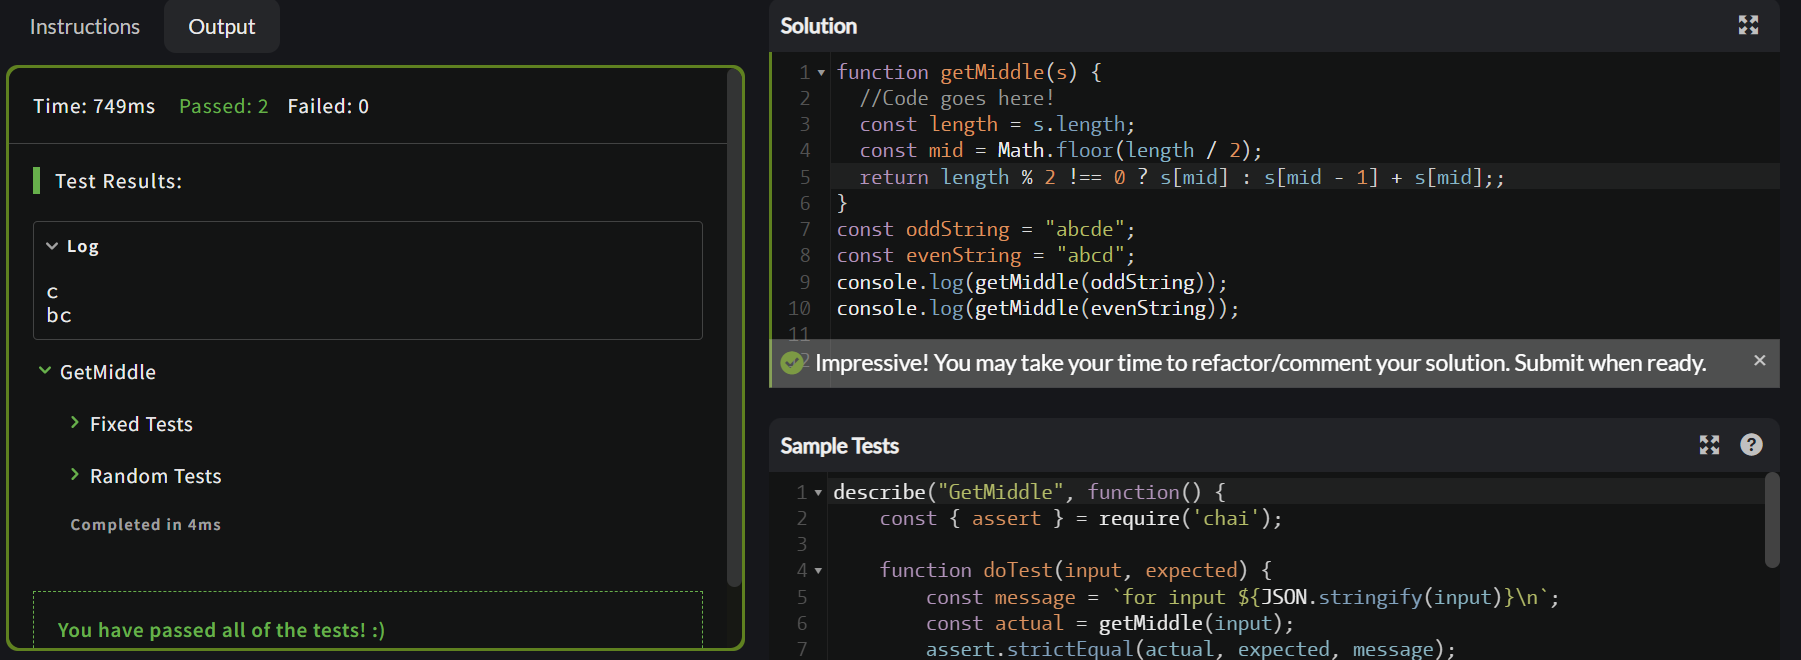 Instructions
Output
Time: 749ms Passed: 2 Failed: 0
Test Results:
Log
c
bc
GetMiddle
Fixed Tests
Random Tests
Completed in 4ms
You have passed all of the tests! :)
Solution
1 function getMiddle(s) {
2   //Code goes here!
3   const length = s.length;
4   const mid = Math.floor(length / 2);
5   return length % 2 !== 0 ? s[mid] : s[mid - 1] + s[mid];;
6 }
7 const oddString = "abcde";
8 const evenString = "abcd";
9 console.log(getMiddle(oddString));
10 console.log(getMiddle(evenString));
11
Impressive! You may take your time to refactor/comment your solution. Submit when ready.
Sample Tests
1 describe("GetMiddle", function() {
2     const { assert } = require('chai');
3
4     function doTest(input, expected) {
5         const message = `for input ${JSON.stringify(input)}\n`;
6         const actual = getMiddle(input);
7         assert.strictEqual(actual, expected, message);